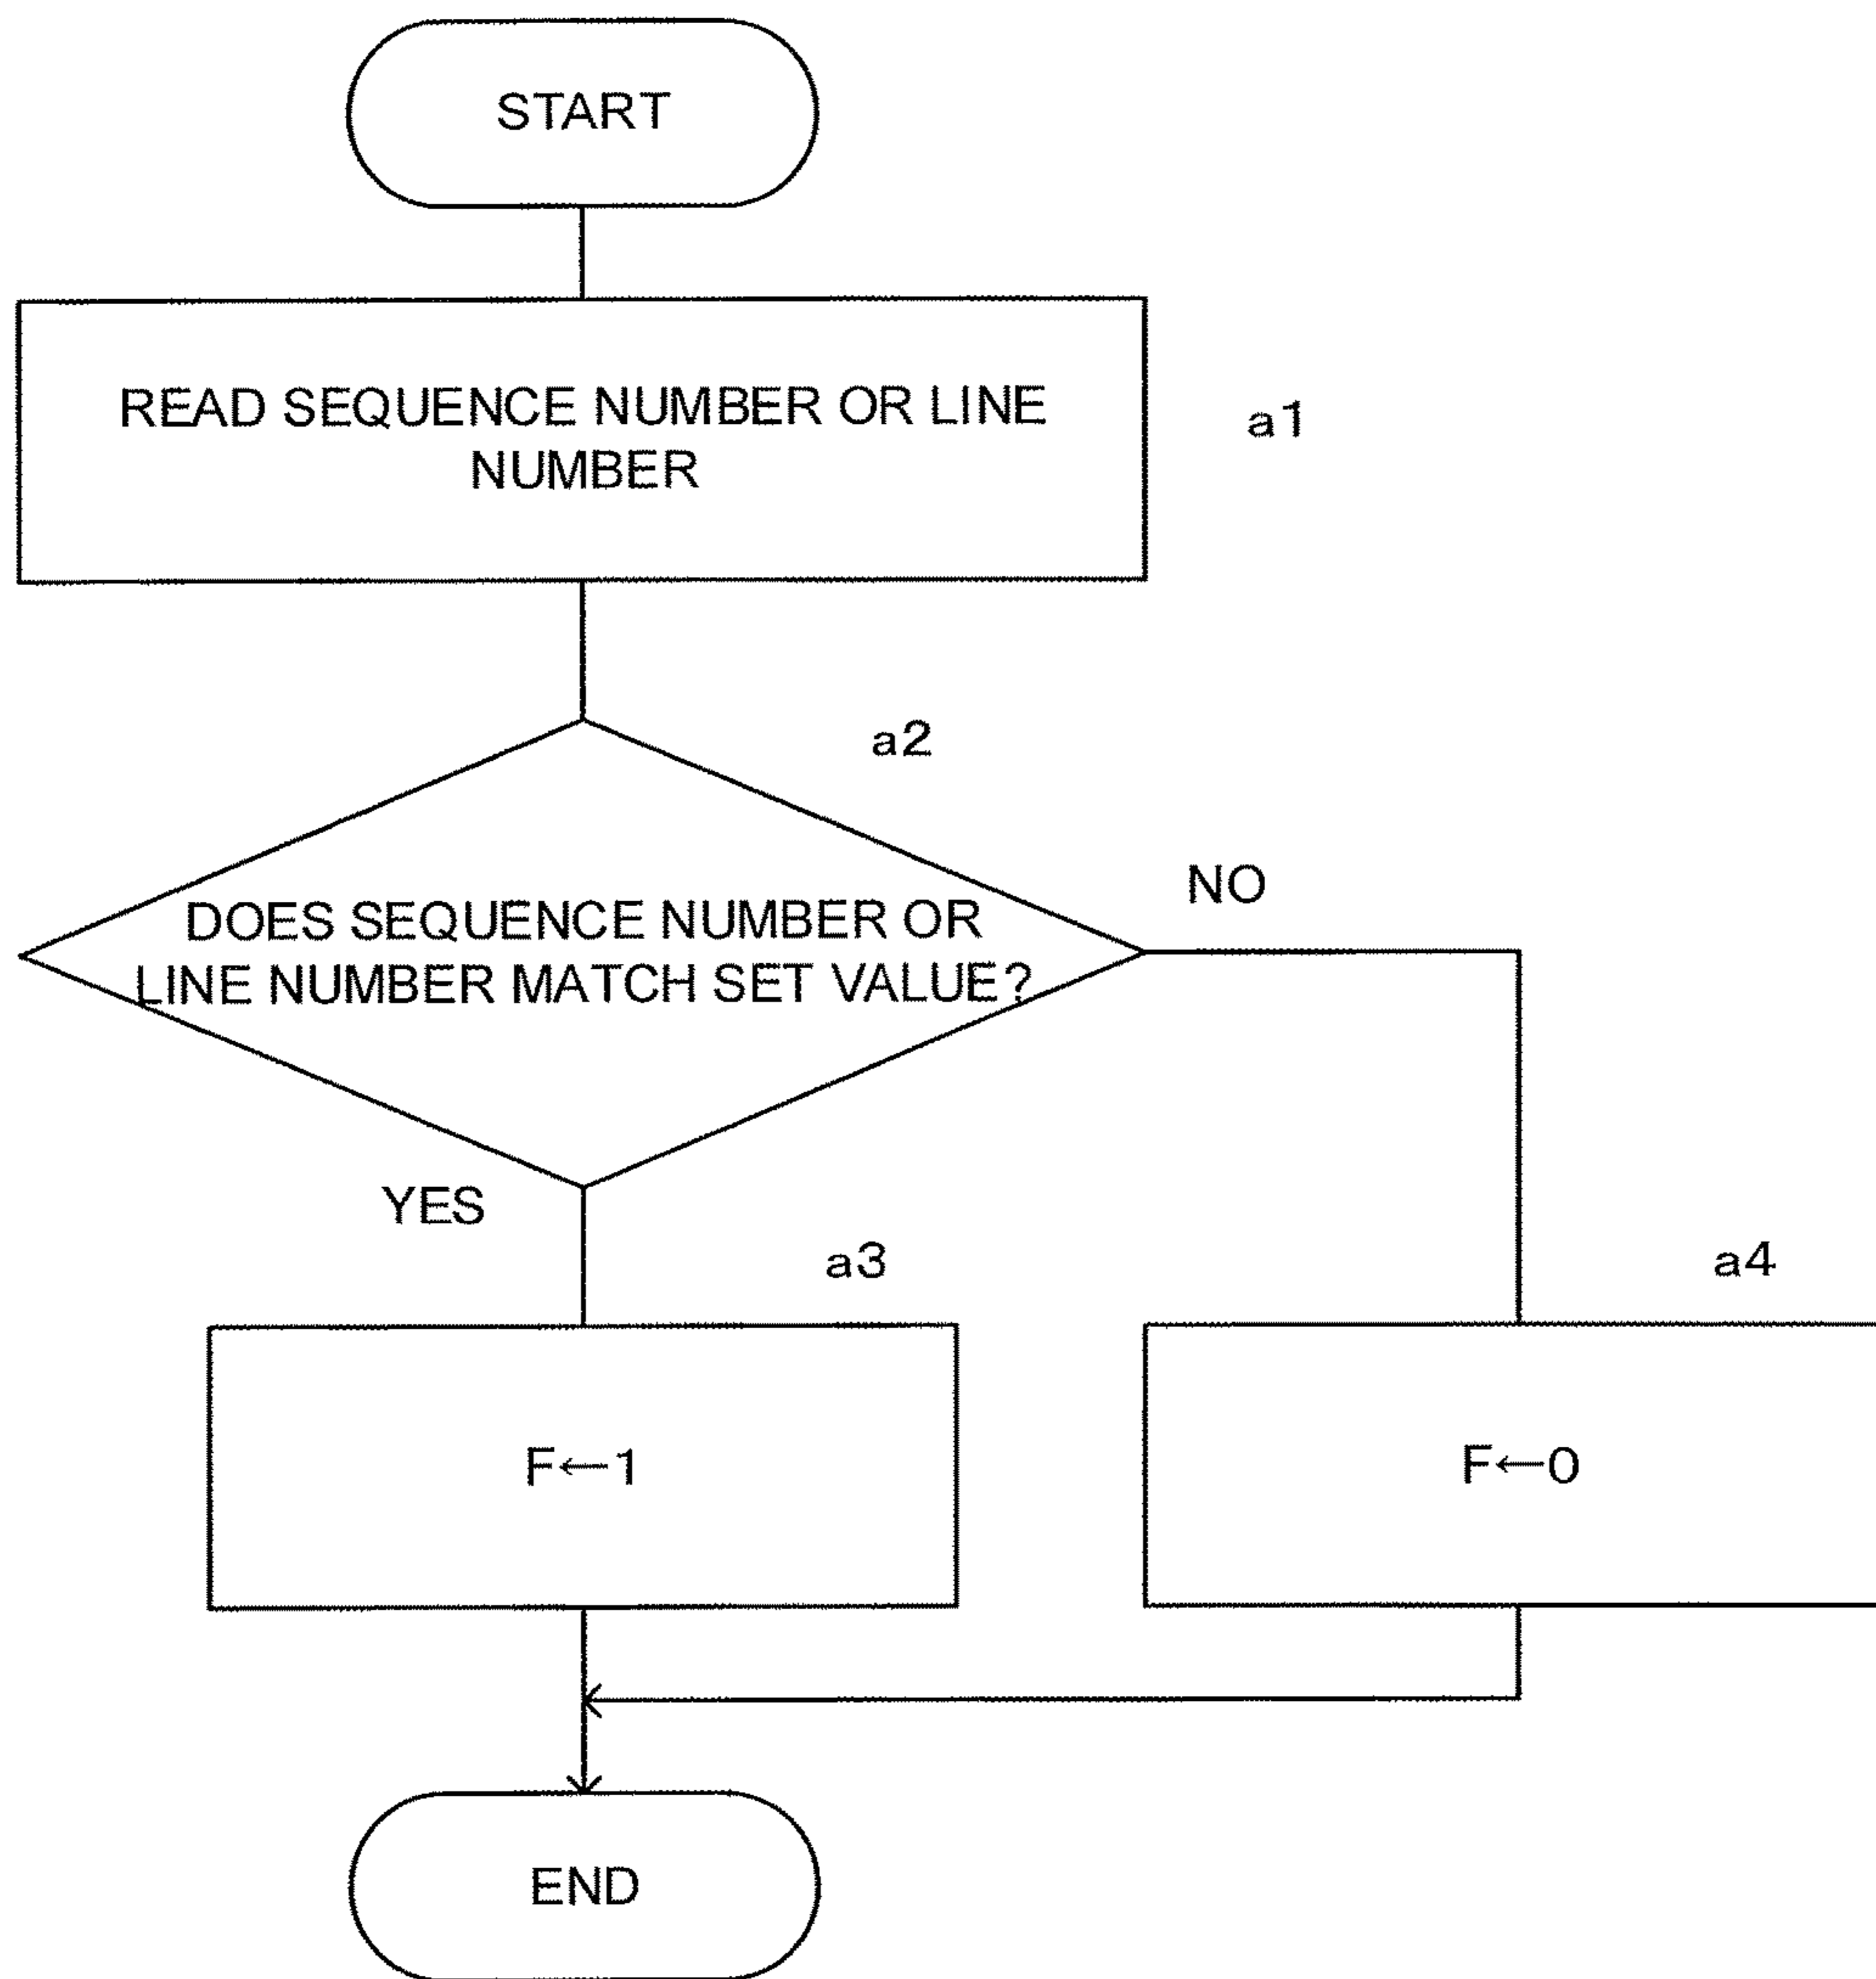 START
READ SEQUENCE NUMBER OR LINE
NUMBER
a1
a2
DOES SEQUENCE NUMBER OR
LINE NUMBER MATCH SET VALUE?
NO
YES
a3
a4
F←1
F←0
END